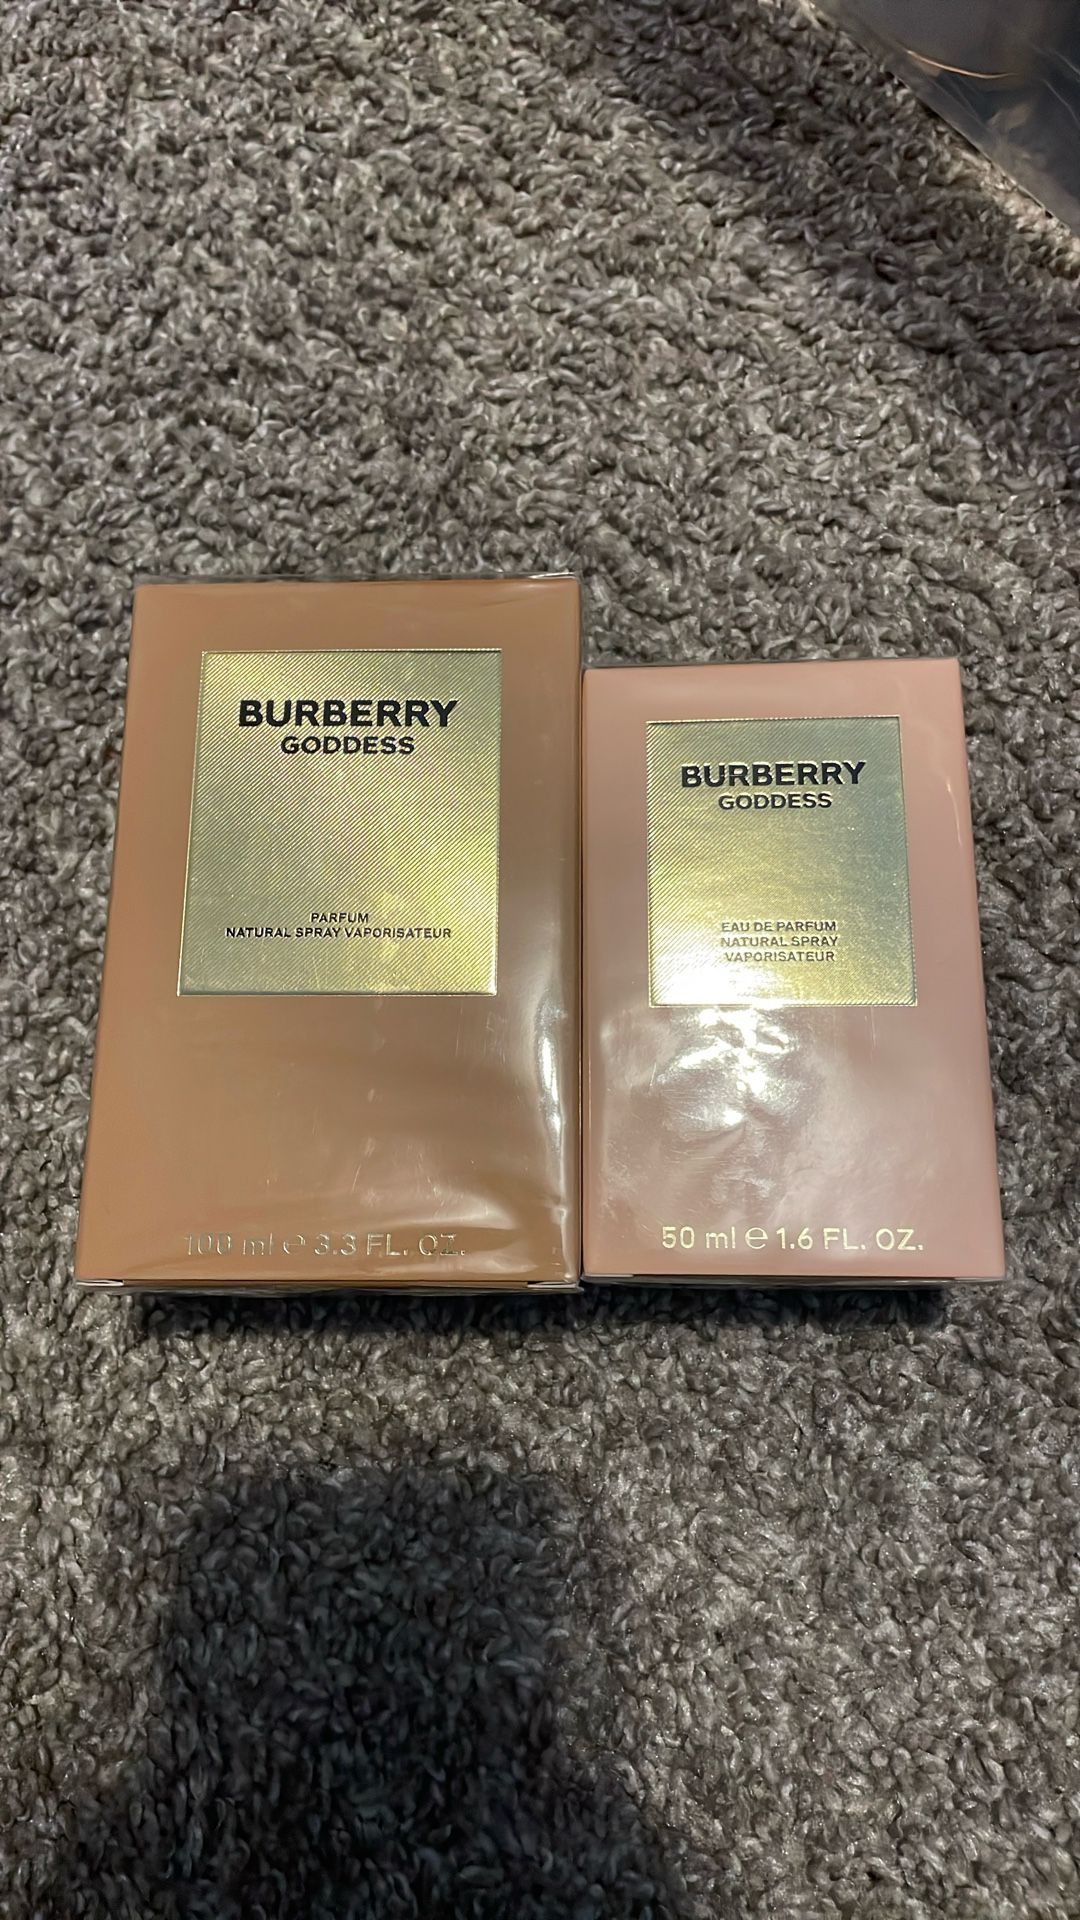 BURBERRY
GODDESS
PARFUM
NATURAL SPRAY VAPORISATEUR
100 ml e 3.3 FL. OZ.
BURBERRY
GODDESS
EAU DE PARFUM
NATURAL SPRAY
VAPORISATEUR
50 ml e 1.6 FL. OZ.